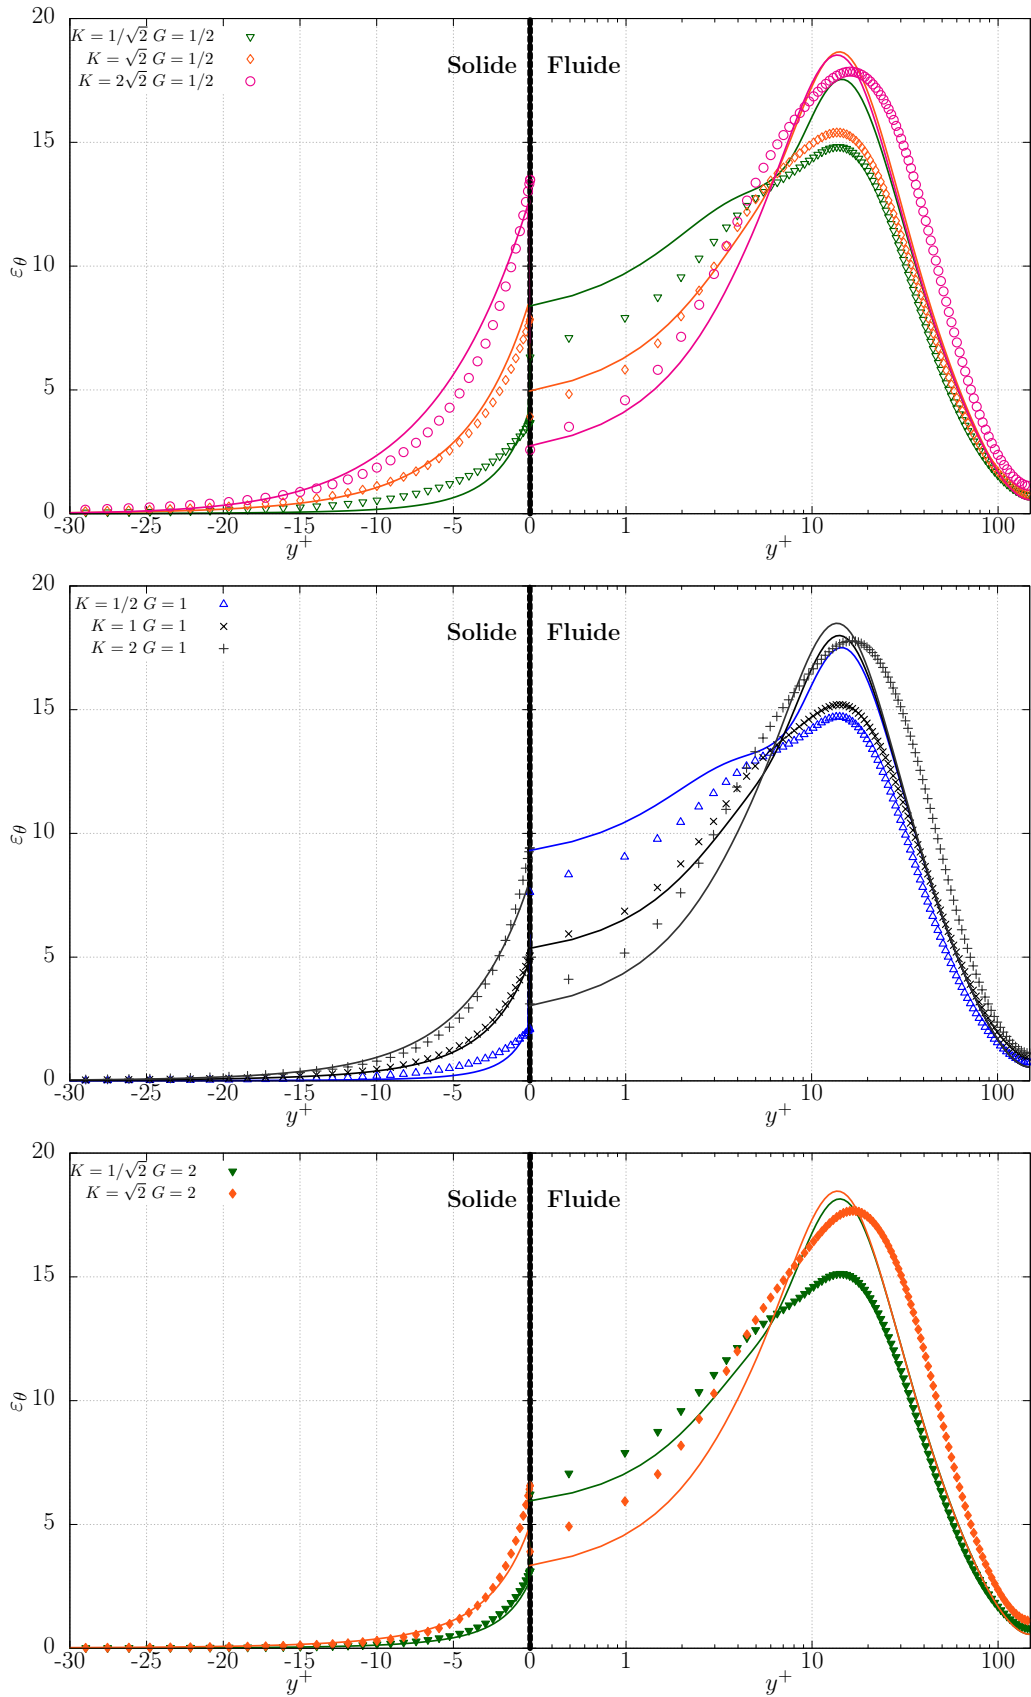 20
K = 1/√2 G = 1/2
K = √2 G = 1/2
K = 2√2 G = 1/2
Solide Fluide
15
10
5
0
εθ
-30 -25 -20 -15 -10 -5 0 1 10 100
y+ y+
20
K = 1/2 G = 1
K = 1 G = 1
K = 2 G = 1
Solide Fluide
15
10
5
0
εθ
-30 -25 -20 -15 -10 -5 0 1 10 100
y+ y+
20
K = 1/√2 G = 2
K = √2 G = 2
Solide Fluide
15
10
5
0
εθ
-30 -25 -20 -15 -10 -5 0 1 10 100
y+ y+